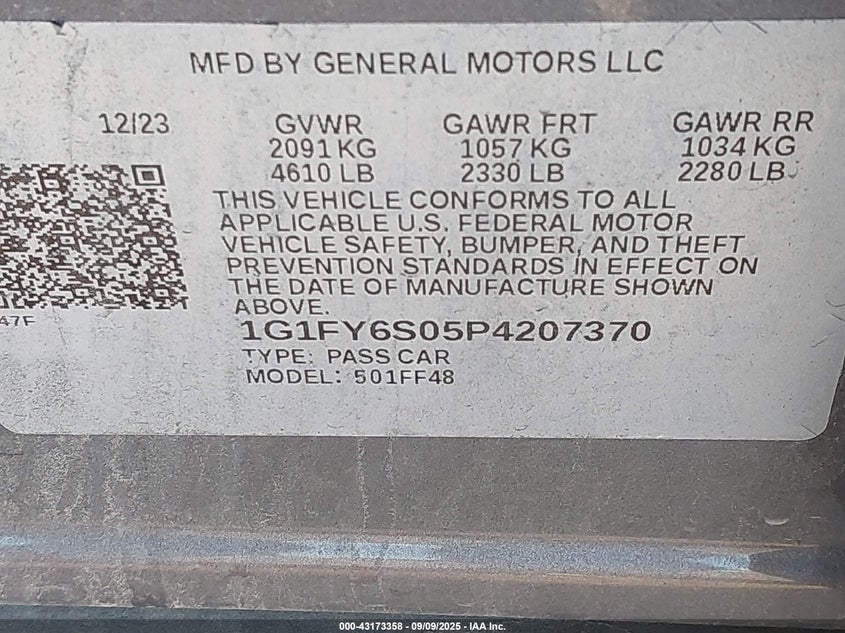 MFD BY GENERAL MOTORS LLC
12/23 GVWR GAWR FRT GAWR RR
2091 KG 1057 KG 1034 KG
4610 LB 2330 LB 2280 LB
THIS VEHICLE CONFORMS TO ALL
APPLICABLE U.S. FEDERAL MOTOR
VEHICLE SAFETY, BUMPER, AND THEFT
PREVENTION STANDARDS IN EFFECT ON
THE DATE OF MANUFACTURE SHOWN
ABOVE.
47F
1G1FY6S05P4207370
TYPE: PASS CAR
MODEL: 501FF48
000-43173358 - 09/09/2025 - IAA Inc.